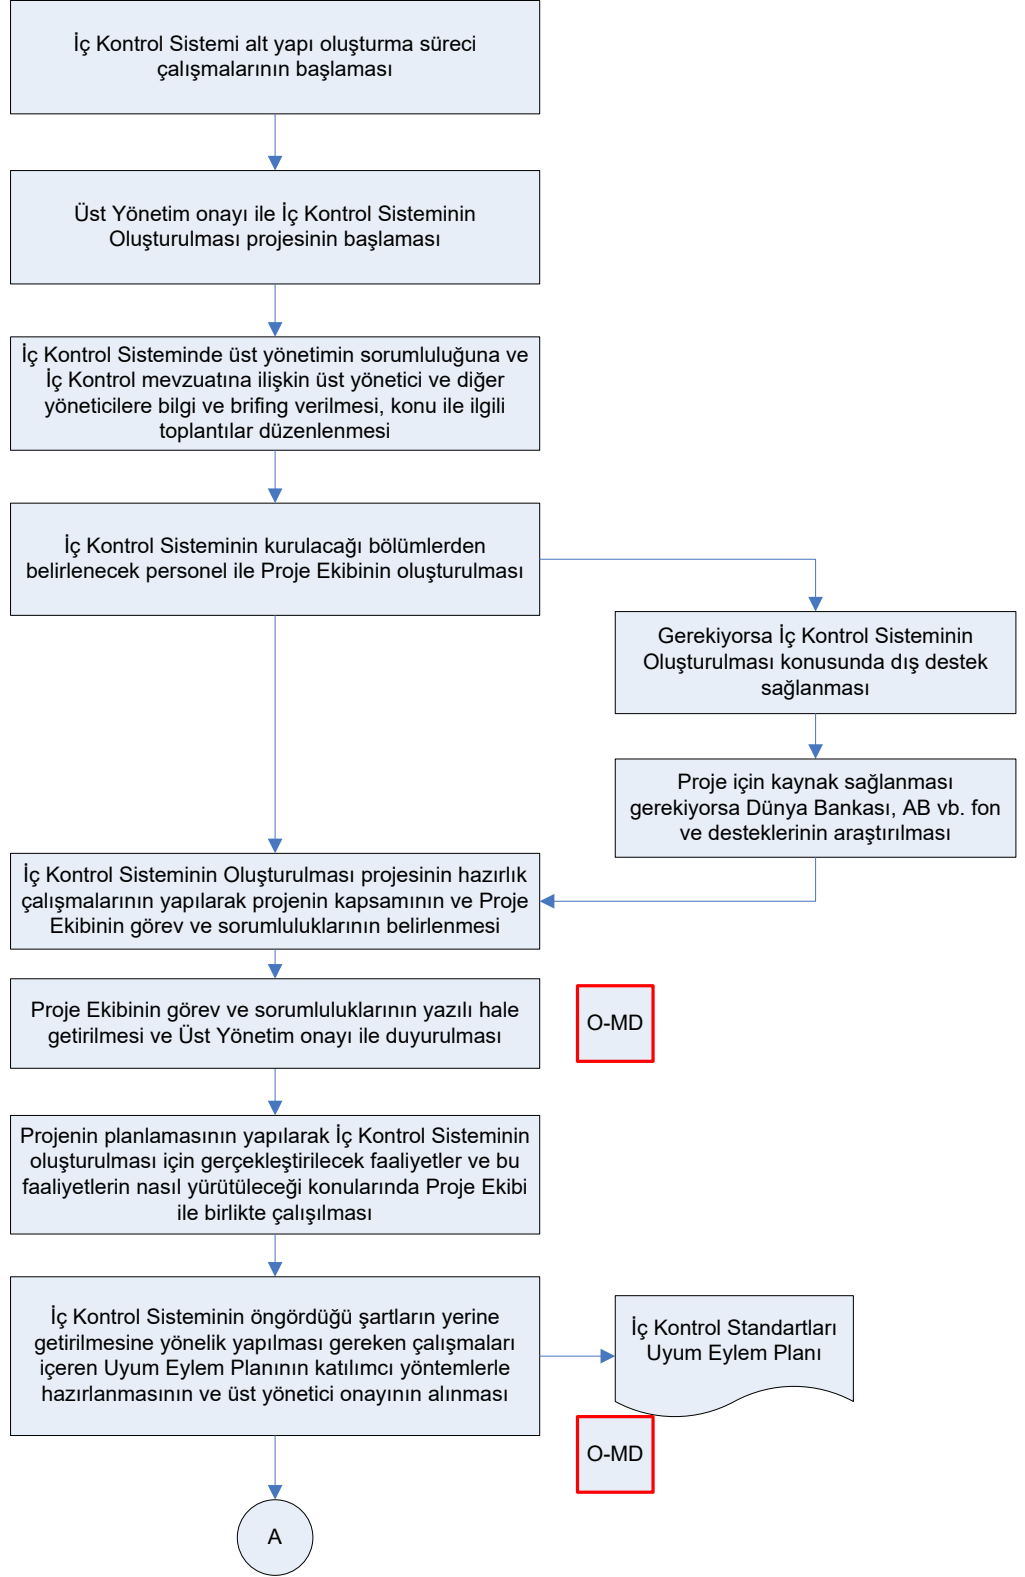 İç Kontrol Sistemi alt yapı oluşturma süreci
çalışmalarının başlaması
Üst Yönetim onayı ile İç Kontrol Sisteminin
Oluşturulması projesinin başlaması
İç Kontrol Sisteminde üst yönetimin sorumluluğuna ve
İç Kontrol mevzuatına ilişkin üst yönetici ve diğer
yöneticilere bilgi ve brifing verilmesi, konu ile ilgili
toplantılar düzenlenmesi
İç Kontrol Sisteminin kurulacağı bölümlerden
belirlenecek personel ile Proje Ekibinin oluşturulması
Gerekiyorsa İç Kontrol Sisteminin
Oluşturulması konusunda dış destek
sağlanması
Proje için kaynak sağlanması
gerekiyorsa Dünya Bankası, AB vb. fon
ve desteklerinin araştırılması
İç Kontrol Sisteminin Oluşturulması projesinin hazırlık
çalışmalarının yapılarak projenin kapsamının ve Proje
Ekibinin görev ve sorumluluklarının belirlenmesi
Proje Ekibinin görev ve sorumluluklarının yazılı hale
getirilmesi ve Üst Yönetim onayı ile duyurulması
O-MD
Projenin planlamasının yapılarak İç Kontrol Sisteminin
oluşturulması için gerçekleştirilecek faaliyetler ve bu
faaliyetlerin nasıl yürütüleceği konularında Proje Ekibi
ile birlikte çalışılması
İç Kontrol Sisteminin öngördüğü şartların yerine
getirilmesine yönelik yapılması gereken çalışmaları
içeren Uyum Eylem Planının katılımcı yöntemlerle
hazırlanmasının ve üst yönetici onayının alınması
İç Kontrol Standartları
Uyum Eylem Planı
O-MD
A